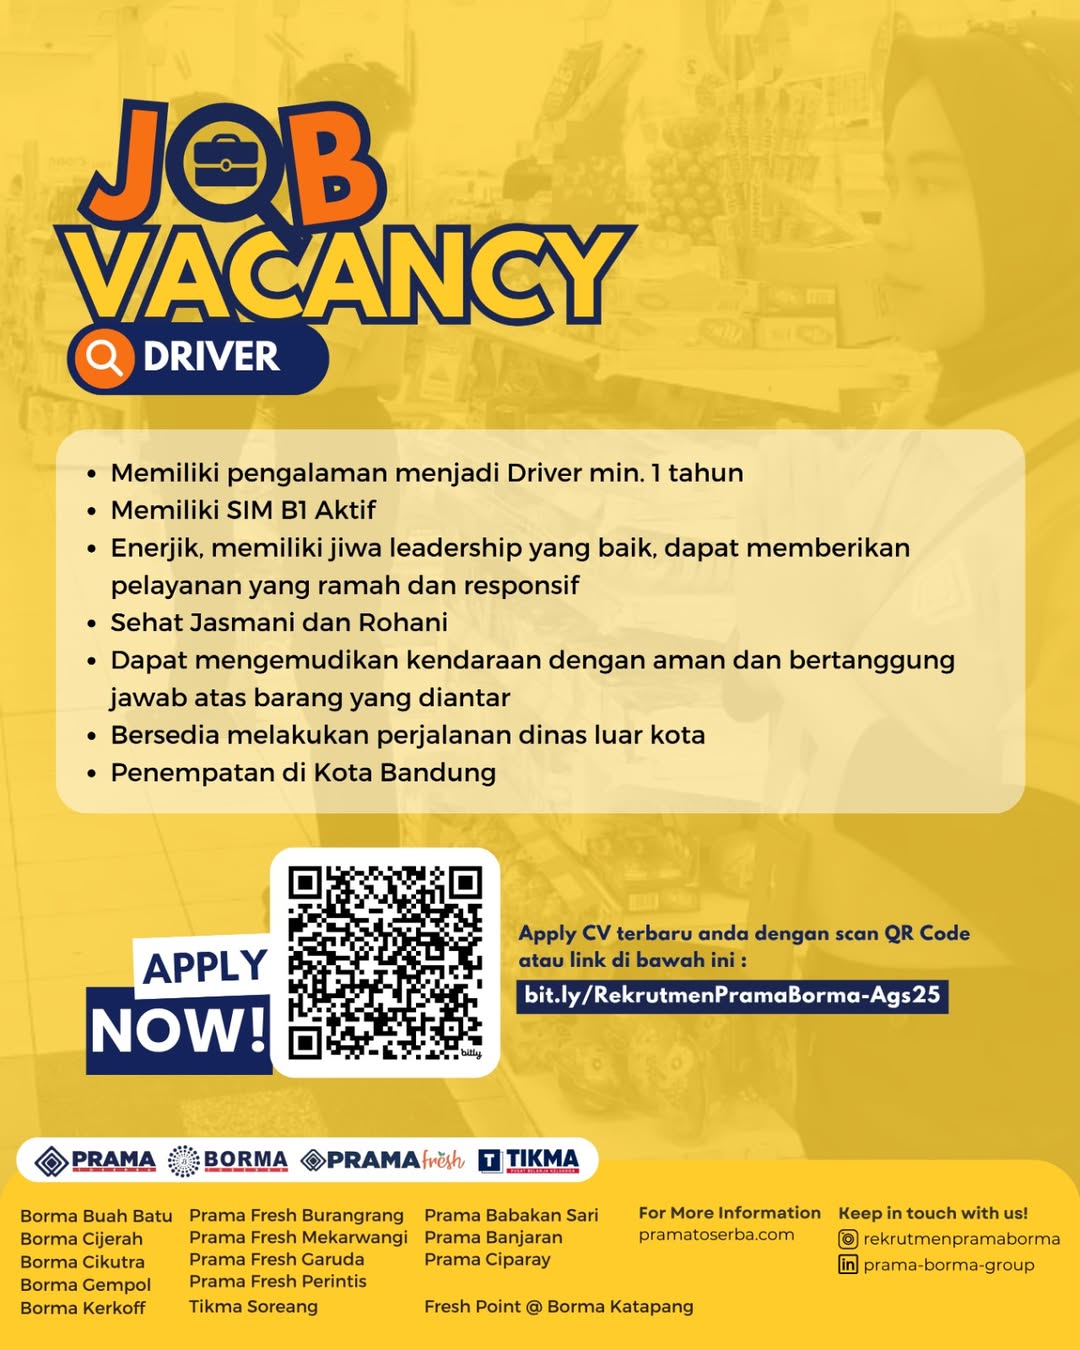 JOB
VACANCY
DRIVER
• Memiliki pengalaman menjadi Driver min. 1 tahun
• Memiliki SIM B1 Aktif
• Enerjik, memiliki jiwa leadership yang baik, dapat memberikan
pelayanan yang ramah dan responsif
• Sehat Jasmani dan Rohani
• Dapat mengemudikan kendaraan dengan aman dan bertanggung
jawab atas barang yang diantar
• Bersedia melakukan perjalanan dinas luar kota
• Penempatan di Kota Bandung
APPLY
NOW!
bitly
Apply CV terbaru anda dengan scan QR Code
atau link di bawah ini :
bit.ly/RekrutmenPramaBorma-Ags25
PRAMA
BORMA
PRAMA fresh
T TIKMA
PUSAT BELANJA KELUARGA
Borma Buah Batu
Borma Cijerah
Borma Cikutra
Borma Gempol
Borma Kerkoff
Prama Fresh Burangrang
Prama Fresh Mekarwangi
Prama Fresh Garuda
Prama Fresh Perintis
Tikma Soreang
Prama Babakan Sari
Prama Banjaran
Prama Ciparay
Fresh Point @ Borma Katapang
For More Information
pramatoserba.com
Keep in touch with us!
rekrutmenpramaborma
in prama-borma-group